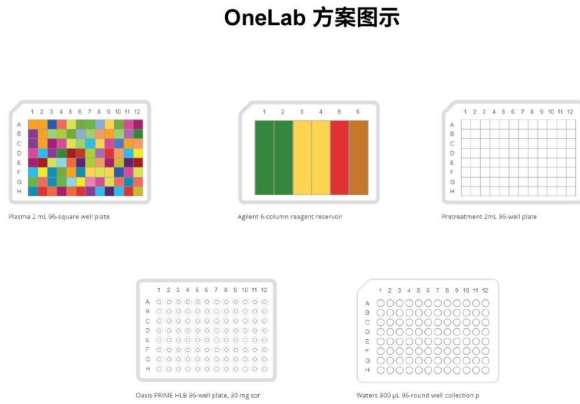 OneLab 方案图示
1 2 3 4 5 6 7 8 9 10 11 12
A
B
C
D
E
F
G
H
Plasma 2 mL 96-square well plate
1 2 3 4 5 6
Agilent 6-column reagent reservoir
1 2 3 4 5 6 7 8 9 10 11 12
A
B
C
D
E
F
G
H
Pretreatment 2mL 96-well plate
1 2 3 4 5 6 7 8 9 10 11 12
A
B
C
D
E
F
G
H
Oasis PRiME HLB 96-well plate, 30 mg sor
1 2 3 4 5 6 7 8 9 10 11 12
A
B
C
D
E
F
G
H
Waters 800 µL 96-round well collection p